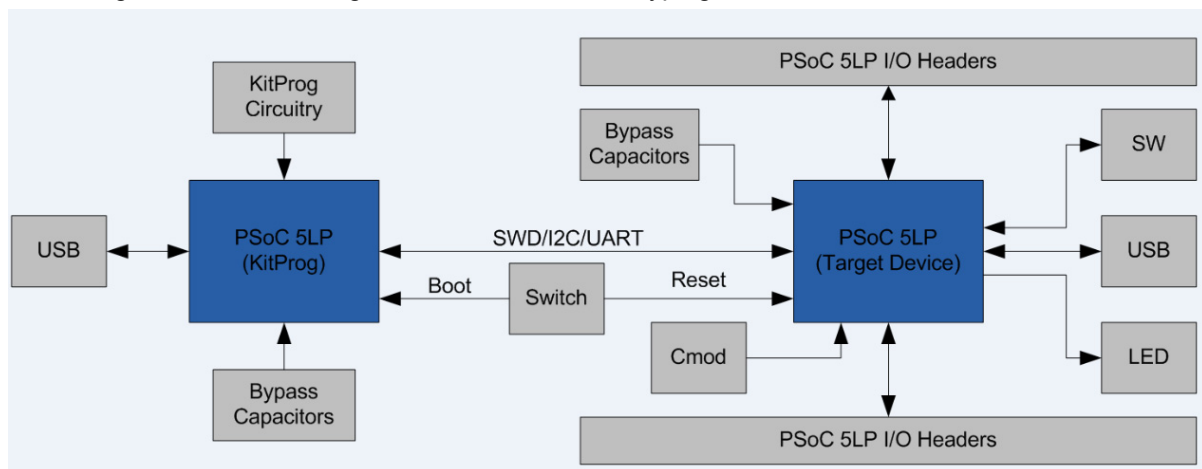 PSoC 5LP I/O Headers
KitProg
Circuitry
Bypass
Capacitors
SW
USB
PSoC 5LP
(KitProg)
SWD/I2C/UART
PSoC 5LP
(Target Device)
USB
Boot
Switch
Reset
Cmod
LED
Bypass
Capacitors
PSoC 5LP I/O Headers